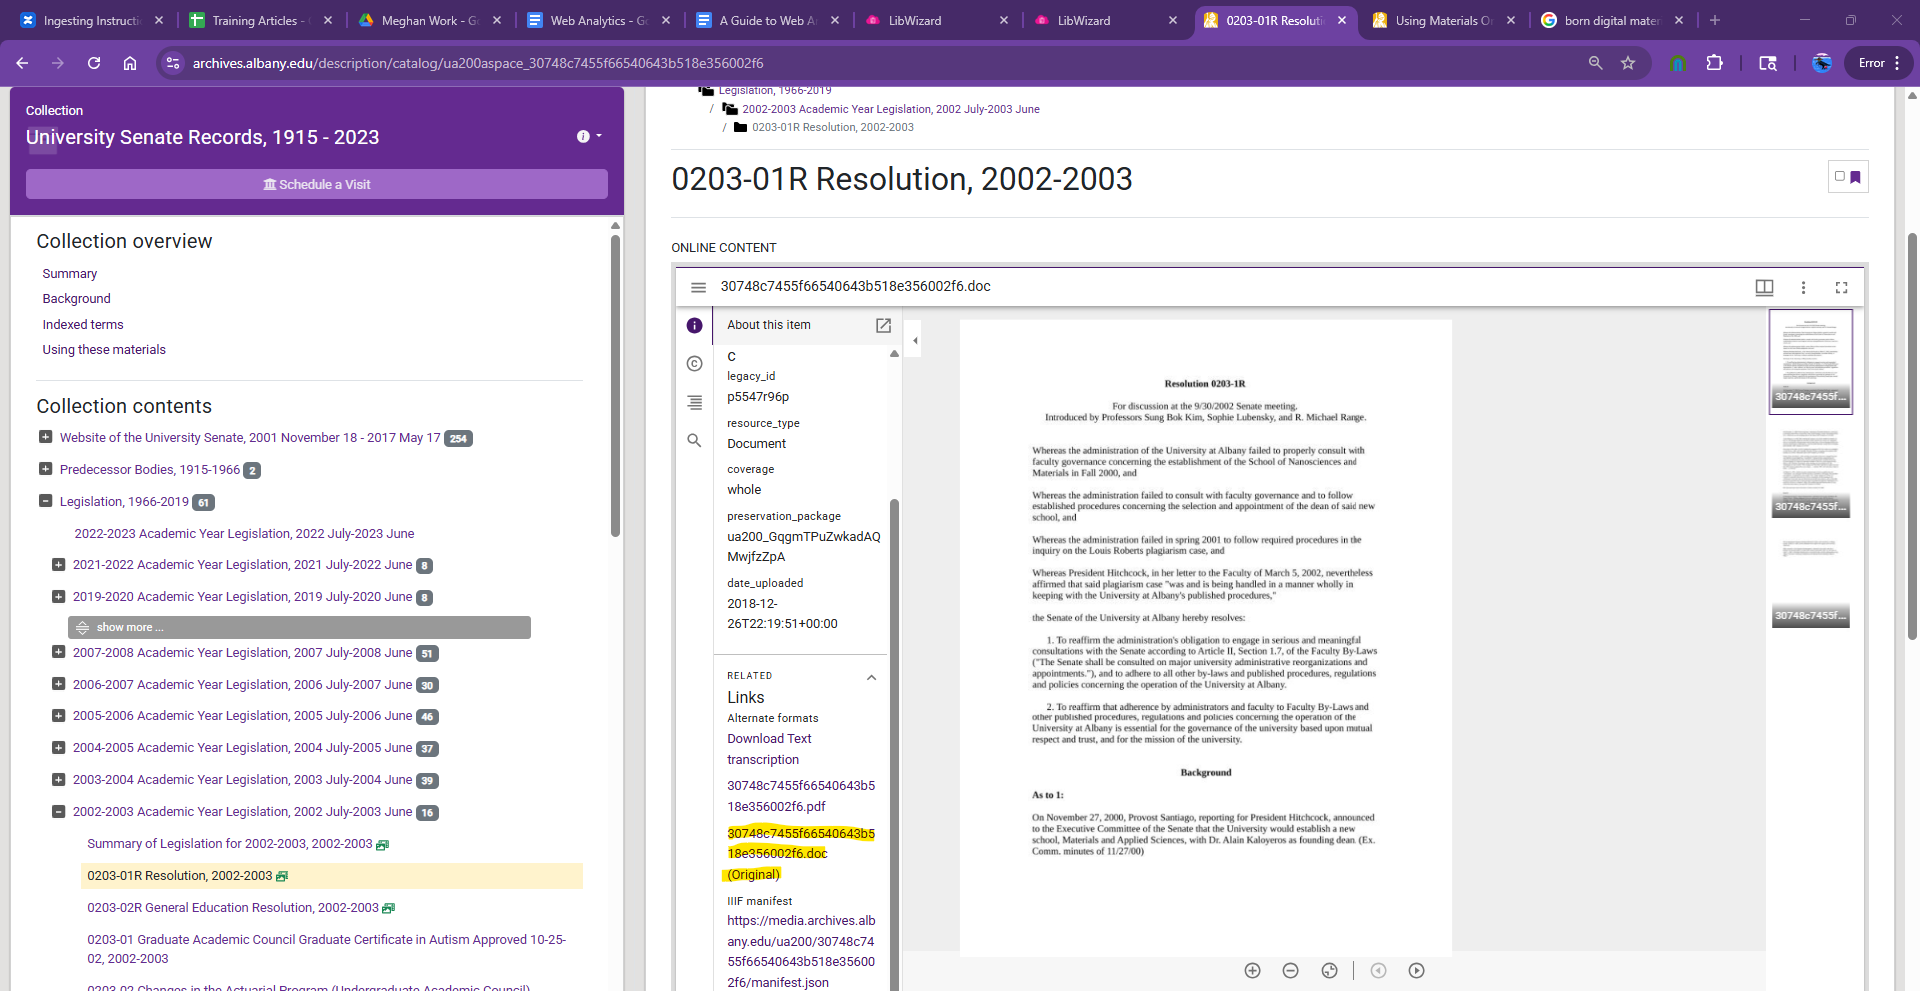 Ingesting Instructi
Training Articles - G
Meghan Work - Go
Web Analytics - Go
A Guide to Web A
LibWizard
LibWizard
0203-01R Resoluti
Using Materials O
born digital mater
archives.albany.edu/description/catalog/ua200aspace_30748c7455f66540643b518e356002f6
Error
Collection
University Senate Records, 1915 - 2023
Schedule a Visit
Collection overview
Summary
Background
Indexed terms
Using these materials
Collection contents
Website of the University Senate, 2001 November 18 - 2017 May 17 254
Predecessor Bodies, 1915-1966 2
Legislation, 1966-2019 61
2022-2023 Academic Year Legislation, 2022 July-2023 June
2021-2022 Academic Year Legislation, 2021 July-2022 June 8
2019-2020 Academic Year Legislation, 2019 July-2020 June 8
show more ...
2007-2008 Academic Year Legislation, 2007 July-2008 June 51
2006-2007 Academic Year Legislation, 2006 July-2007 June 30
2005-2006 Academic Year Legislation, 2005 July-2006 June 46
2004-2005 Academic Year Legislation, 2004 July-2005 June 37
2003-2004 Academic Year Legislation, 2003 July-2004 June 39
2002-2003 Academic Year Legislation, 2002 July-2003 June 16
Summary of Legislation for 2002-2003, 2002-2003
0203-01R Resolution, 2002-2003
0203-02R General Education Resolution, 2002-2003
0203-01 Graduate Academic Council Graduate Certificate in Autism Approved 10-25-
02, 2002-2003
0203-02 Changes in the Actuarial Program (Undergraduate Academic Council)
Legislation, 1966-2019
/ 2002-2003 Academic Year Legislation, 2002 July-2003 June
/ 0203-01R Resolution, 2002-2003
0203-01R Resolution, 2002-2003
ONLINE CONTENT
30748c7455f66540643b518e356002f6.doc
About this item
C
legacy_id
p5547r96p
resource_type
Document
coverage
whole
preservation_package
ua200_GqgmTPuZwkadAQ
MwjfzZpA
date_uploaded
2018-12-
26T22:19:51+00:00
RELATED
Links
Alternate formats
Download Text
transcription
30748c7455f66540643b5
18e356002f6.pdf
30748c7455f66540643b5
18e356002f6.doc
(Original)
IIIF manifest
https://media.archives.alb
any.edu/ua200/30748c74
55f66540643b518e35600
2f6/manifest.json
Resolution 0203-1R
For discussion at the 9/30/2002 Senate meeting.
Introduced by Professors Sung Bok Kim, Sophie Lubensky, and R. Michael Range.
Whereas the administration of the University at Albany failed to properly consult with
faculty governance concerning the establishment of the School of Nanosciences and
Materials in Fall 2000, and
Whereas the administration failed to consult with faculty governance and to follow
established procedures concerning the selection and appointment of the dean of said new
school, and
Whereas the administration failed in spring 2001 to follow required procedures in the
inquiry on the Louis Roberts plagiarism case, and
Whereas President Hitchcock, in her letter to the Faculty of March 5, 2002, nevertheless
affirmed that said plagiarism case "was and is being handled in a manner wholly in
keeping with the University at Albany's published procedures,"
the Senate of the University at Albany hereby resolves:
1. To reaffirm the administration's obligation to engage in serious and meaningful
consultations with the Senate according to Article II, Section 1.7, of the Faculty By-Laws
("The Senate shall be consulted on major university administrative reorganizations and
appointments."), and to adhere to all other by-laws and published procedures, regulations
and policies concerning the operation of the University at Albany.
2. To reaffirm that adherence by administrators and faculty to Faculty By-Laws and
other published procedures, regulations and policies concerning the operation of the
University at Albany is essential for the governance of the university based upon mutual
respect and trust, and for the mission of the university.
Background
As to 1:
On November 27, 2000, Provost Santiago, reporting for President Hitchcock, announced
to the Executive Committee of the Senate that the University would establish a new
school, Materials and Applied Sciences, with Dr. Alain Kaloyeros as founding dean. (Ex.
Comm. minutes of 11/27/00)
30748c7455f...
30748c7455f...
30748c7455f...